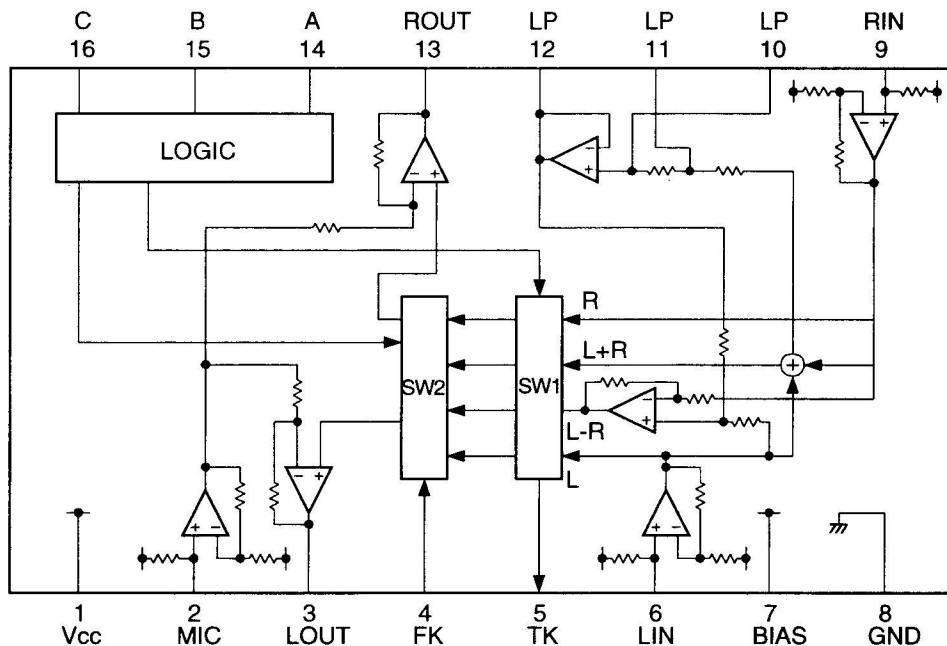 C B A ROUT LP LP LP RIN
16 15 14 13 12 11 10 9
LOGIC
R
L+R
SW2 SW1
L-R
L
1 2 3 4 5 6 7 8
Vcc MIC LOUT FK TK LIN BIAS GND